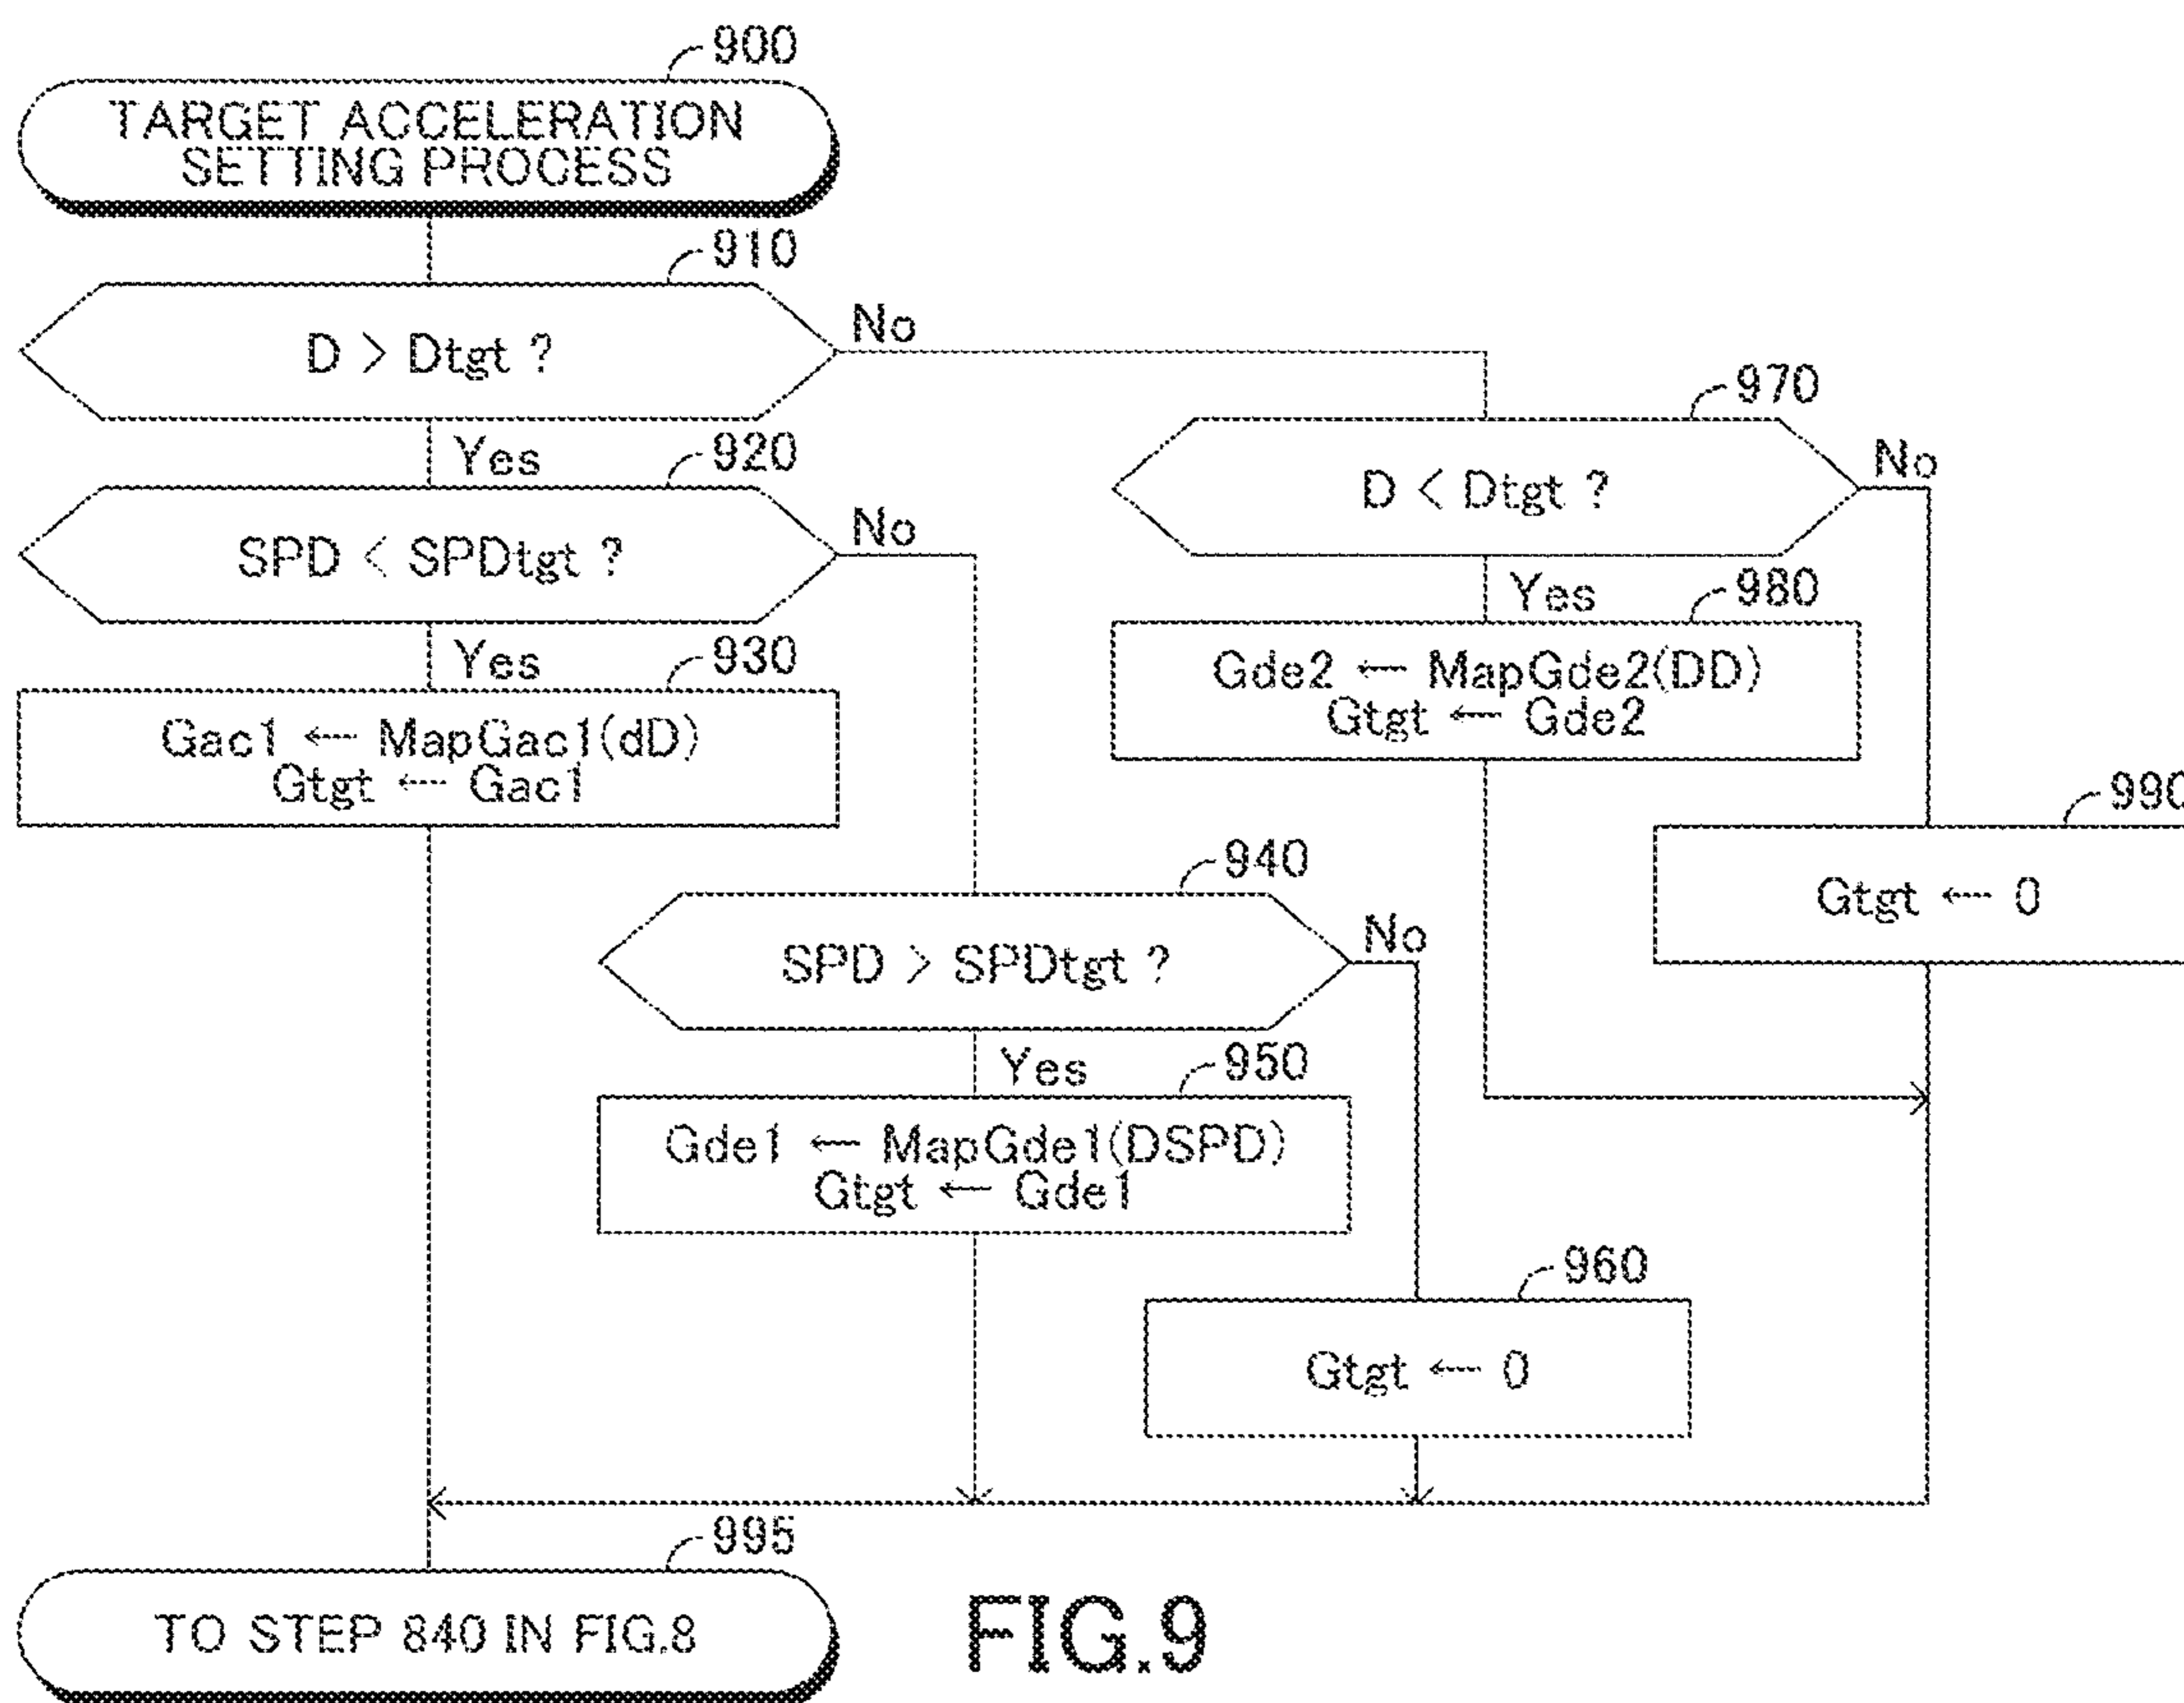 900
TARGET ACCELERATION
SETTING PROCESS
910
D > Dtgt ?
No
Yes
920
SPD < SPDtgt ?
No
Yes
930
Gac1 ← MapGac1(dD)
Gtgt ← Gac1
940
SPD > SPDtgt ?
No
Yes
950
Gde1 ← MapGde1(DSPD)
Gtgt ← Gde1
960
Gtgt ← 0
970
D < Dtgt ?
No
Yes
980
Gde2 ← MapGde2(DD)
Gtgt ← Gde2
990
Gtgt ← 0
995
TO STEP 840 IN FIG.8
FIG.9